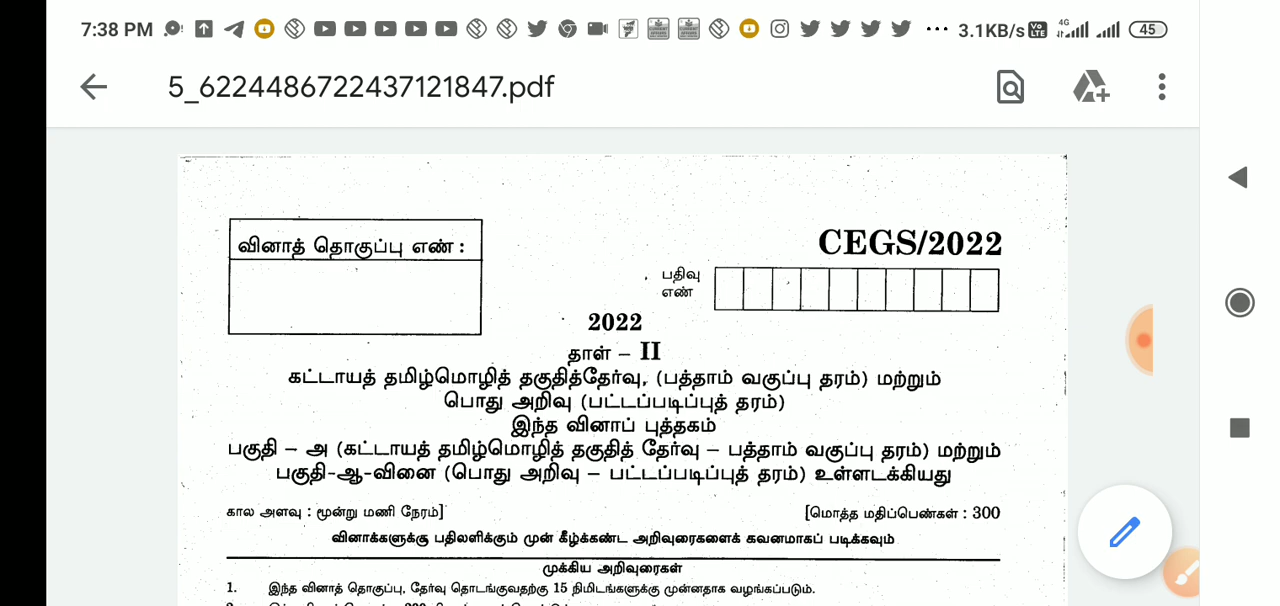 7:38 PM ... 3.1KB/s Vo LTE 4G 45
5_6224486722437121847.pdf
வினாத் தொகுப்பு எண் :
CEGS/2022
பதிவு
எண்
2022
தாள் – II
கட்டாயத் தமிழ்மொழித் தகுதித்தேர்வு, (பத்தாம் வகுப்பு தரம்) மற்றும்
பொது அறிவு (பட்டப்படிப்புத் தரம்)
இந்த வினாப் புத்தகம்
பகுதி – அ (கட்டாயத் தமிழ்மொழித் தகுதித் தேர்வு – பத்தாம் வகுப்பு தரம்) மற்றும்
பகுதி-ஆ-வினை (பொது அறிவு – பட்டப்படிப்புத் தரம்) உள்ளடக்கியது
கால அளவு : மூன்று மணி நேரம்]
[மொத்த மதிப்பெண்கள் : 300
வினாக்களுக்கு பதிலளிக்கும் முன் கீழ்க்கண்ட அறிவுரைகளைக் கவனமாகப் படிக்கவும்
முக்கிய அறிவுரைகள்
1. இந்த வினாத் தொகுப்பு, தேர்வு தொடங்குவதற்கு 15 நிமிடங்களுக்கு முன்னதாக வழங்கப்படும்.